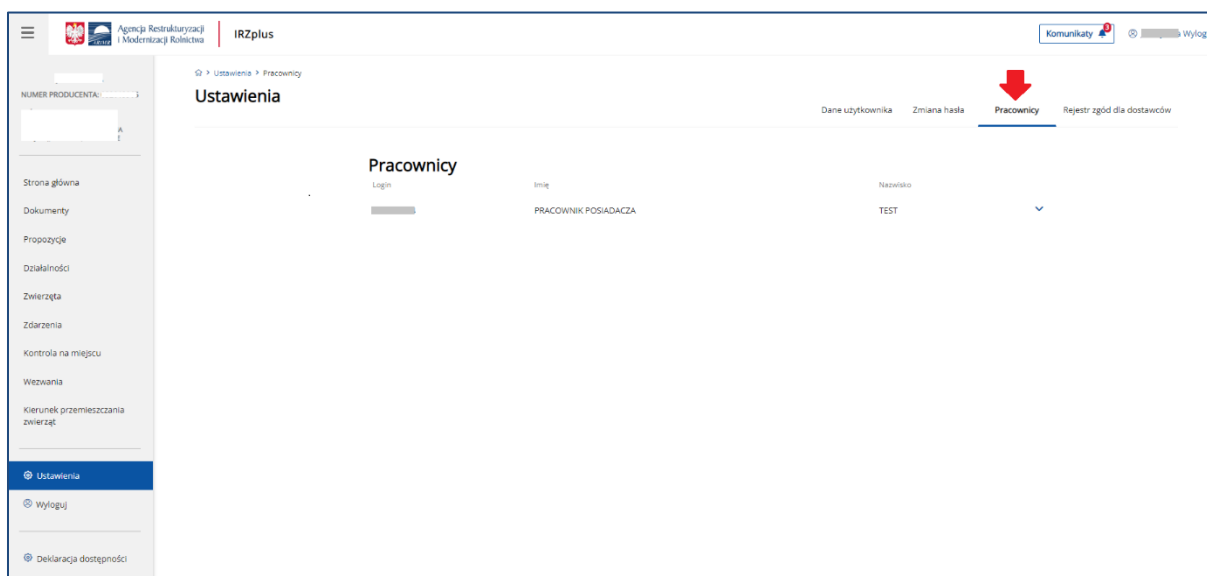 Agencja Restrukturyzacji
i Modernizacji Rolnictwa
IRZplus
Komunikaty 3
Wylog
NUMER PRODUCENTA:
Ustawienia > Pracownicy
Ustawienia
Dane użytkownika Zmiana hasła Pracownicy Rejestr zgód dla dostawców
Pracownicy
Login Imię Nazwisko
PRACOWNIK POSIADACZA TEST
Strona główna
Dokumenty
Propozycje
Działalności
Zwierzęta
Zdarzenia
Kontrola na miejscu
Wezwania
Kierunek przemieszczania
zwierząt
Ustawienia
Wyloguj
Deklaracja dostępności